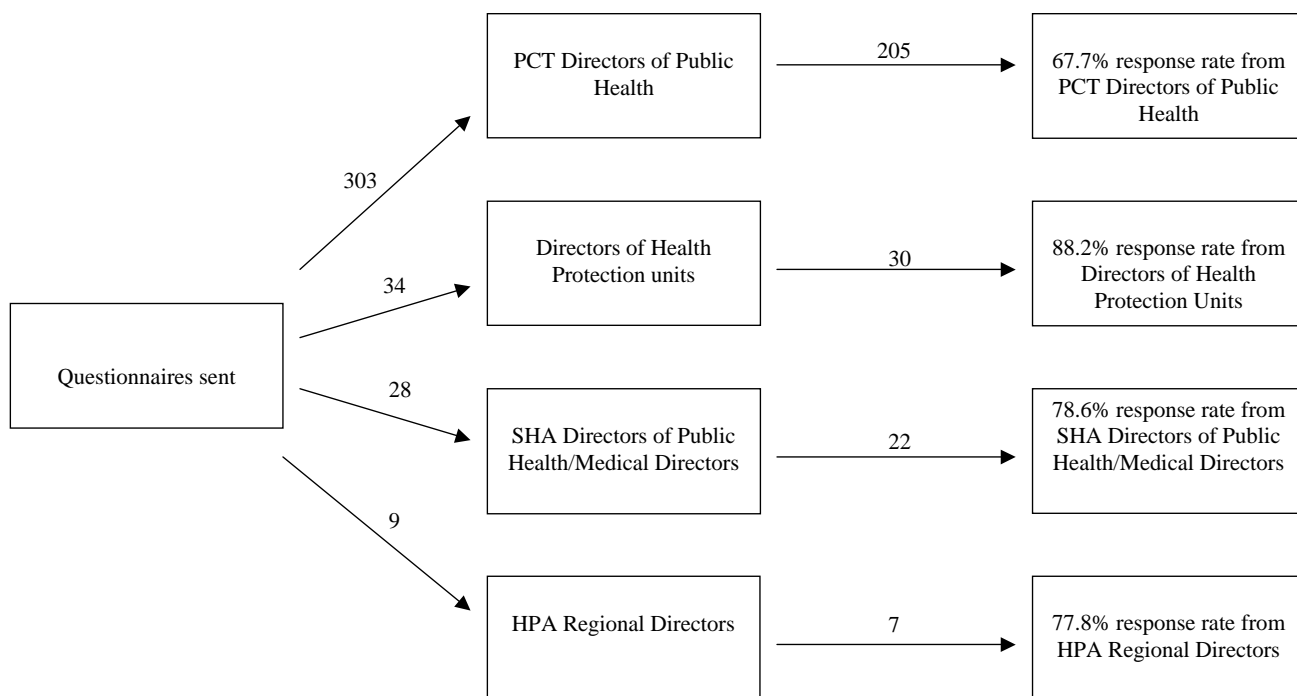 Questionnaires sent
303
34
28
9
PCT Directors of Public
Health
205
67.7% response rate from
PCT Directors of Public
Health
Directors of Health
Protection units
30
88.2% response rate from
Directors of Health
Protection Units
SHA Directors of Public
Health/Medical Directors
22
78.6% response rate from
SHA Directors of Public
Health/Medical Directors
HPA Regional Directors
7
77.8% response rate from
HPA Regional Directors